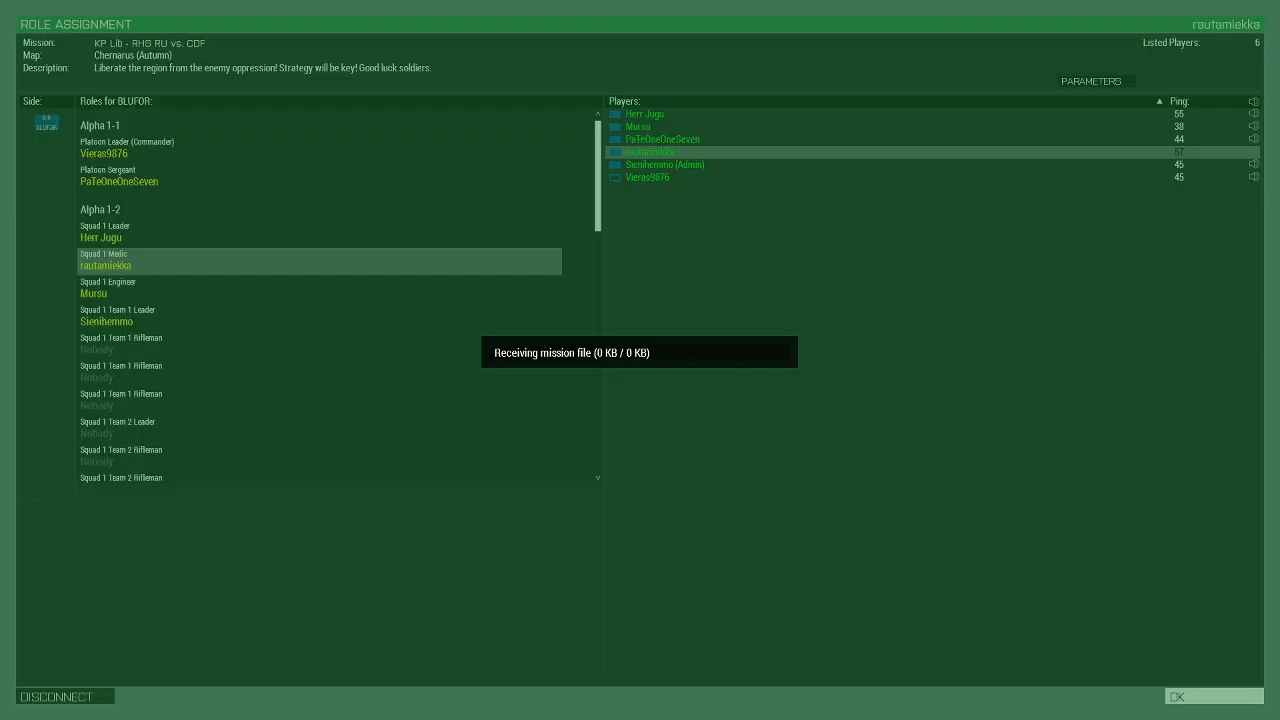 ROLE ASSIGNMENT
rautamiekka
Mission: KP Lib - RHS RU vs. CDF
Listed Players: 6
Map: Chernarus (Autumn)
Description: Liberate the region from the enemy oppression! Strategy will be key! Good luck soldiers.
PARAMETERS
Side:
6/6
BLUFOR
Roles for BLUFOR:
Alpha 1-1
Platoon Leader (Commander)
Vieras9876
Platoon Sergeant
PaTeOneOneSeven
Alpha 1-2
Squad 1 Leader
Herr Jugu
Squad 1 Medic
rautamiekka
Squad 1 Engineer
Mursu
Squad 1 Team 1 Leader
Sienihemmo
Squad 1 Team 1 Rifleman
Nobody
Squad 1 Team 1 Rifleman
Nobody
Squad 1 Team 1 Rifleman
Nobody
Squad 1 Team 2 Leader
Nobody
Squad 1 Team 2 Rifleman
Nobody
Squad 1 Team 2 Rifleman
Players: Ping:
Herr Jugu 55
Mursu 38
PaTeOneOneSeven 44
rautamiekka 57
Sienihemmo (Admin) 45
Vieras9876 45
Receiving mission file (0 KB / 0 KB)
DISCONNECT
OK